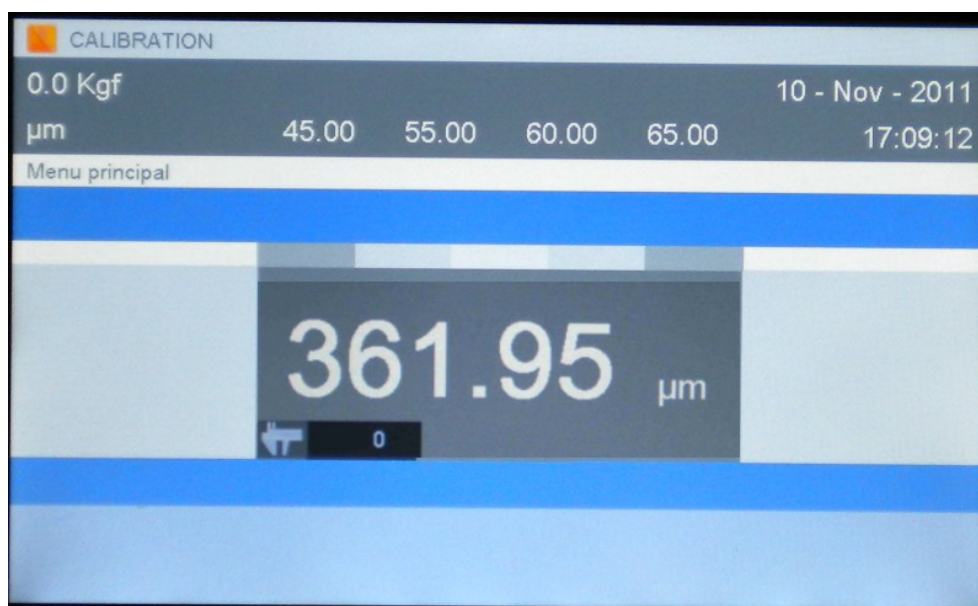 CALIBRATION
0.0 Kgf 10 - Nov - 2011
µm 45.00 55.00 60.00 65.00 17:09:12
Menu principal
361.95 µm
0